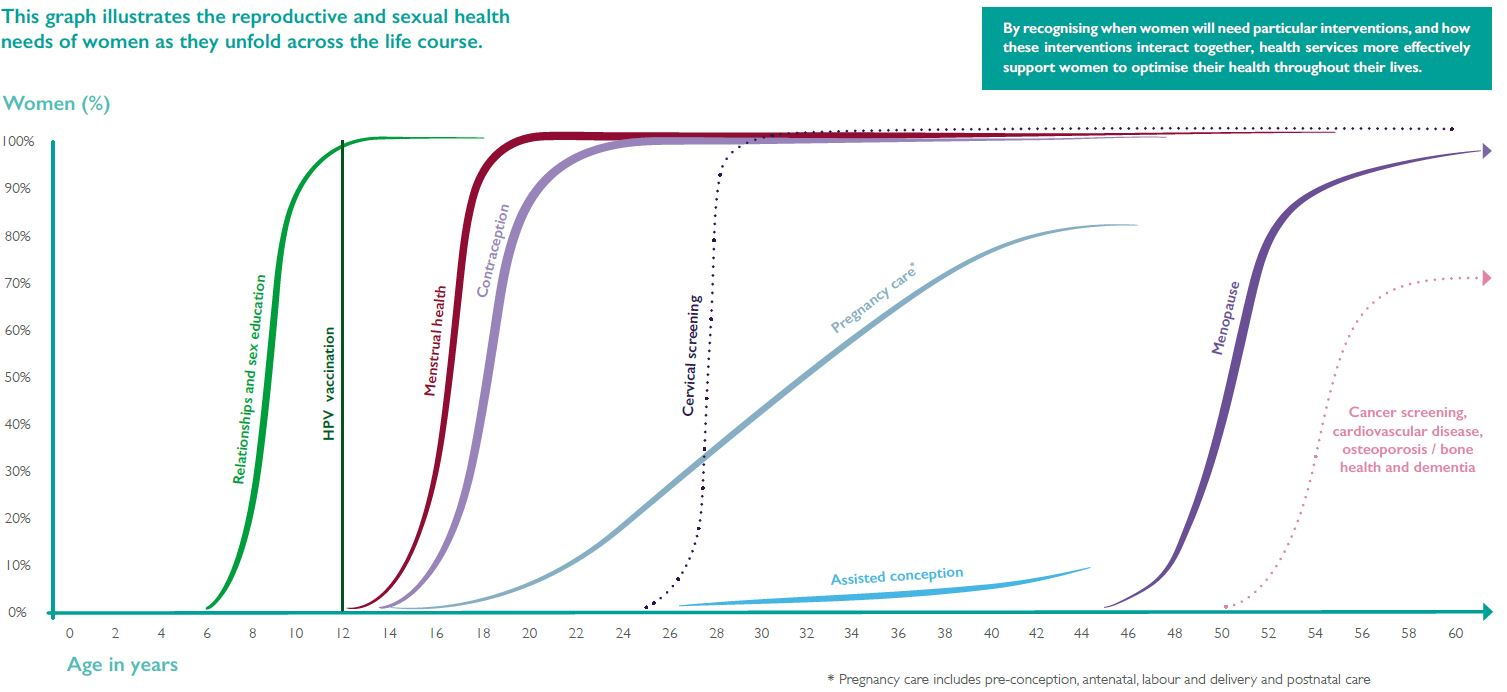 This graph illustrates the reproductive and sexual health
needs of women as they unfold across the life course.
By recognising when women will need particular interventions, and how
these interventions interact together, health services more effectively
support women to optimise their health throughout their lives.
Women (%)
100%
90%
80%
70%
60%
50%
40%
30%
20%
10%
0%
Relationships and sex education
HPV vaccination
Menstrual health
Contraception
Cervical screening
Pregnancy care*
Assisted conception
Menopause
Cancer screening,
cardiovascular disease,
osteoporosis / bone
health and dementia
0 2 4 6 8 10 12 14 16 18 20 22 24 26 28 30 32 34 36 38 40 42 44 46 48 50 52 54 56 58 60
Age in years
* Pregnancy care includes pre-conception, antenatal, labour and delivery and postnatal care